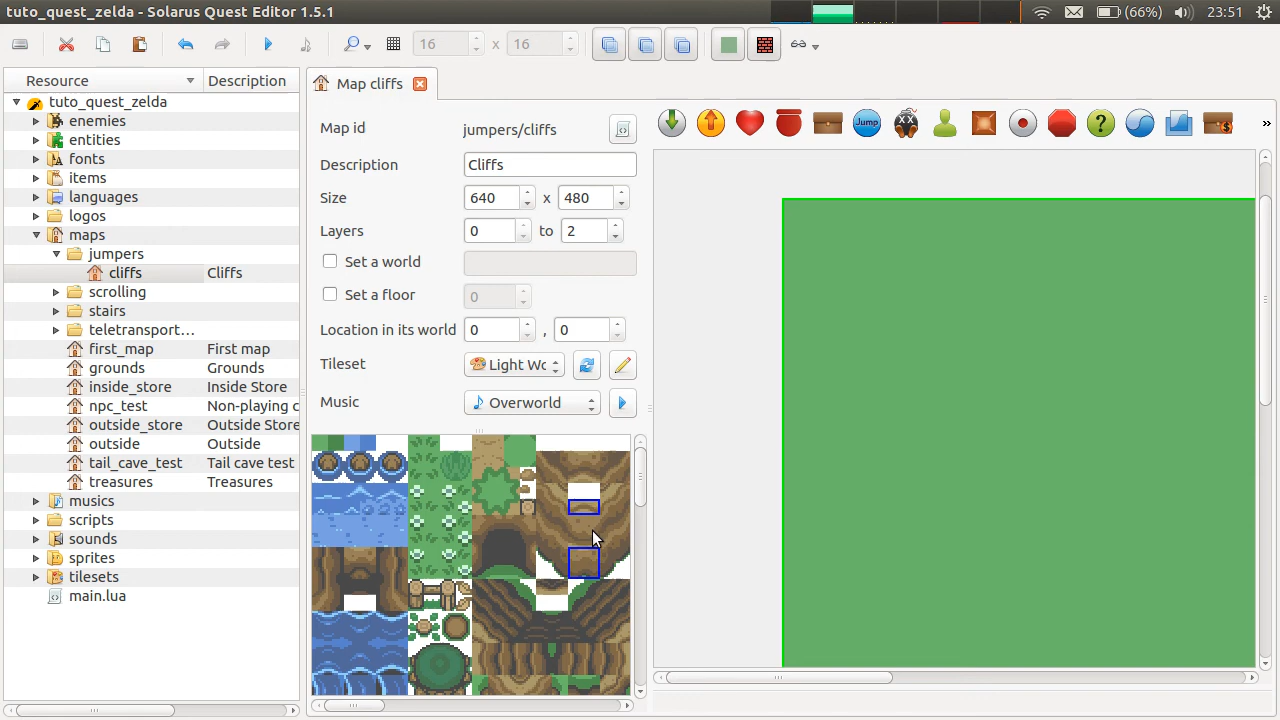 tuto_quest_zelda - Solarus Quest Editor 1.5.1
(66%)
23:51
16 x 16
Resource
Description
tuto_quest_zelda
enemies
entities
fonts
items
languages
logos
maps
jumpers
cliffs
Cliffs
scrolling
stairs
teletransport...
first_map
First map
grounds
Grounds
inside_store
Inside Store
npc_test
Non-playing c
outside_store
Outside Store
outside
Outside
tail_cave_test
Tail cave test
treasures
Treasures
musics
scripts
sounds
sprites
tilesets
main.lua
Map cliffs
Map id
jumpers/cliffs
Description
Cliffs
Size
640 x 480
Layers
0 to 2
Set a world
Set a floor
0
Location in its world
0 , 0
Tileset
Light Wc
Music
Overworld
Jump
?
$
»